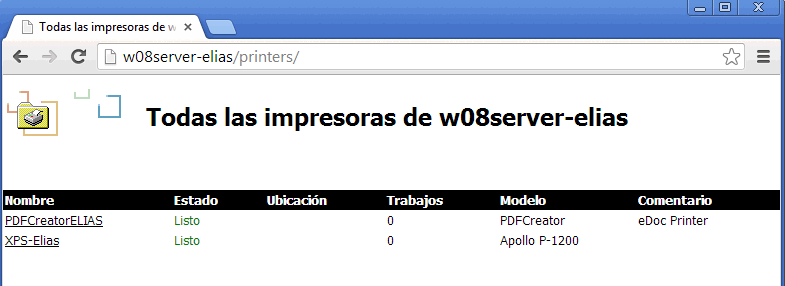 Todas las impresoras de w
w08server-elias/printers/
Todas las impresoras de w08server-elias
Nombre Estado Ubicación Trabajos Modelo Comentario
PDFCreatorELIAS Listo 0 PDFCreator eDoc Printer
XPS-Elias Listo 0 Apollo P-1200